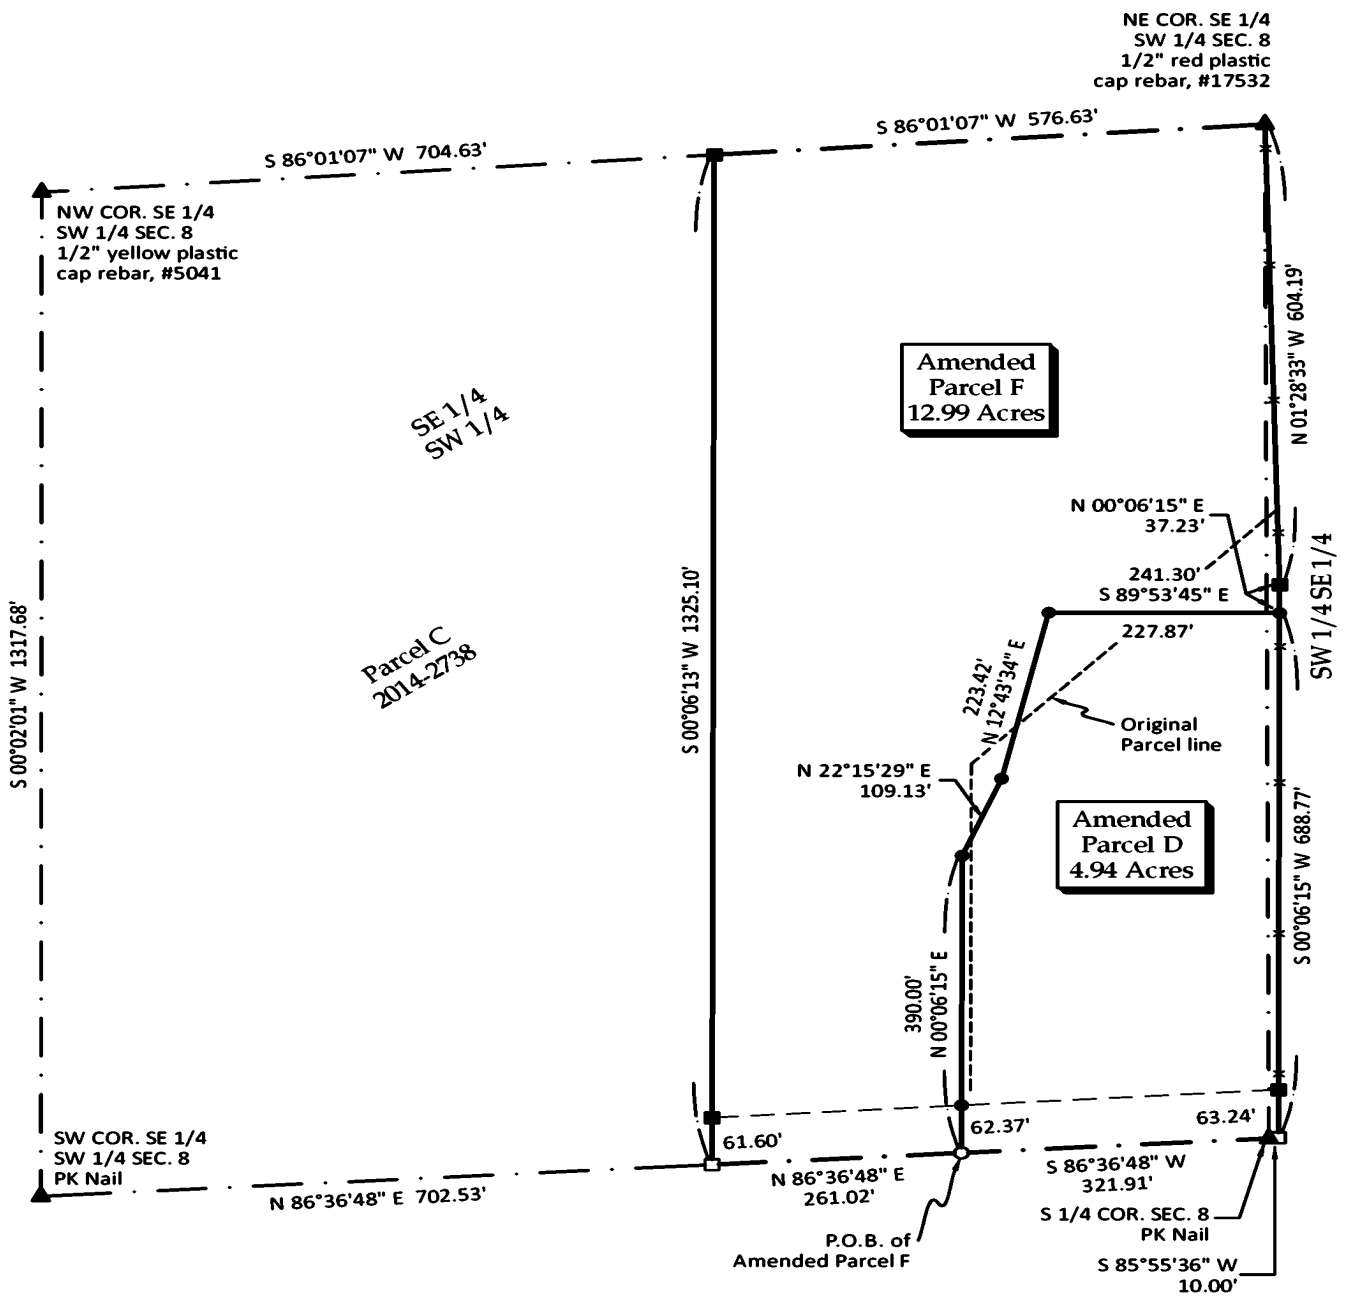 NE COR. SE 1/4
SW 1/4 SEC. 8
1/2" red plastic
cap rebar, #17532
S 86°01'07" W 576.63'
S 86°01'07" W 704.63'
NW COR. SE 1/4
SW 1/4 SEC. 8
1/2" yellow plastic
cap rebar, #5041
N 01°28'33" W 604.19'
Amended
Parcel F
12.99 Acres
SE 1/4
SW 1/4
N 00°06'15" E
37.23'
SW 1/4 SE 1/4
241.30'
S 89°53'45" E
227.87'
S 00°02'01" W 1317.68'
S 00°06'13" W 1325.10'
Parcel C
2014-2738
223.42'
N 12°43'34" E
Original
Parcel line
N 22°15'29" E
109.13'
Amended
Parcel D
4.94 Acres
S 00°06'15" W 688.77'
390.00'
N 00°06'15" E
61.60'
62.37'
63.24'
SW COR. SE 1/4
SW 1/4 SEC. 8
PK Nail
N 86°36'48" E 702.53'
N 86°36'48" E
261.02'
S 86°36'48" W
321.91'
S 1/4 COR. SEC. 8
PK Nail
P.O.B. of
Amended Parcel F
S 85°55'36" W
10.00'